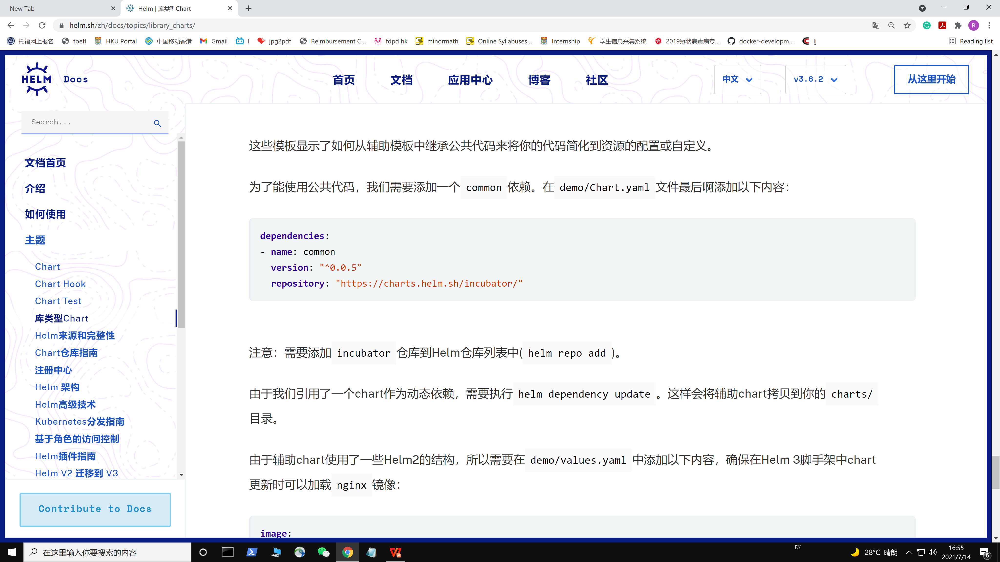 New Tab
Helm | 库类型Chart
helm.sh/zh/docs/topics/library_charts/
托福网上报名 toefl HKU Portal 中国移动香港 Gmail l jpg2pdf Reimbursement C... fdpd hk minormath Online Syllabuses... Internship 学生信息采集系统 2019冠状病毒病专... docker-developm... lj Reading list
HELM Docs 首页 文档 应用中心 博客 社区 中文 v3.6.2 从这里开始
Search...
文档首页
介绍
如何使用
主题
Chart
Chart Hook
Chart Test
库类型Chart
Helm来源和完整性
Chart仓库指南
注册中心
Helm 架构
Helm高级技术
Kubernetes分发指南
基于角色的访问控制
Helm插件指南
Helm V2 迁移到 V3
Contribute to Docs
这些模板显示了如何从辅助模板中继承公共代码来将你的代码简化到资源的配置或自定义。
为了能使用公共代码，我们需要添加一个 common 依赖。在 demo/Chart.yaml 文件最后啊添加以下内容：
dependencies:
- name: common
  version: "^0.0.5"
  repository: "https://charts.helm.sh/incubator/"
注意：需要添加 incubator 仓库到Helm仓库列表中( helm repo add )。
由于我们引用了一个chart作为动态依赖，需要执行 helm dependency update 。这样会将辅助chart拷贝到你的 charts/
目录。
由于辅助chart使用了一些Helm2的结构，所以需要在 demo/values.yaml 中添加以下内容，确保在Helm 3脚手架中chart
更新时可以加载 nginx 镜像：
image:
在这里输入你要搜索的内容
EN
28°C 晴朗
16:55
2021/7/14
6
R